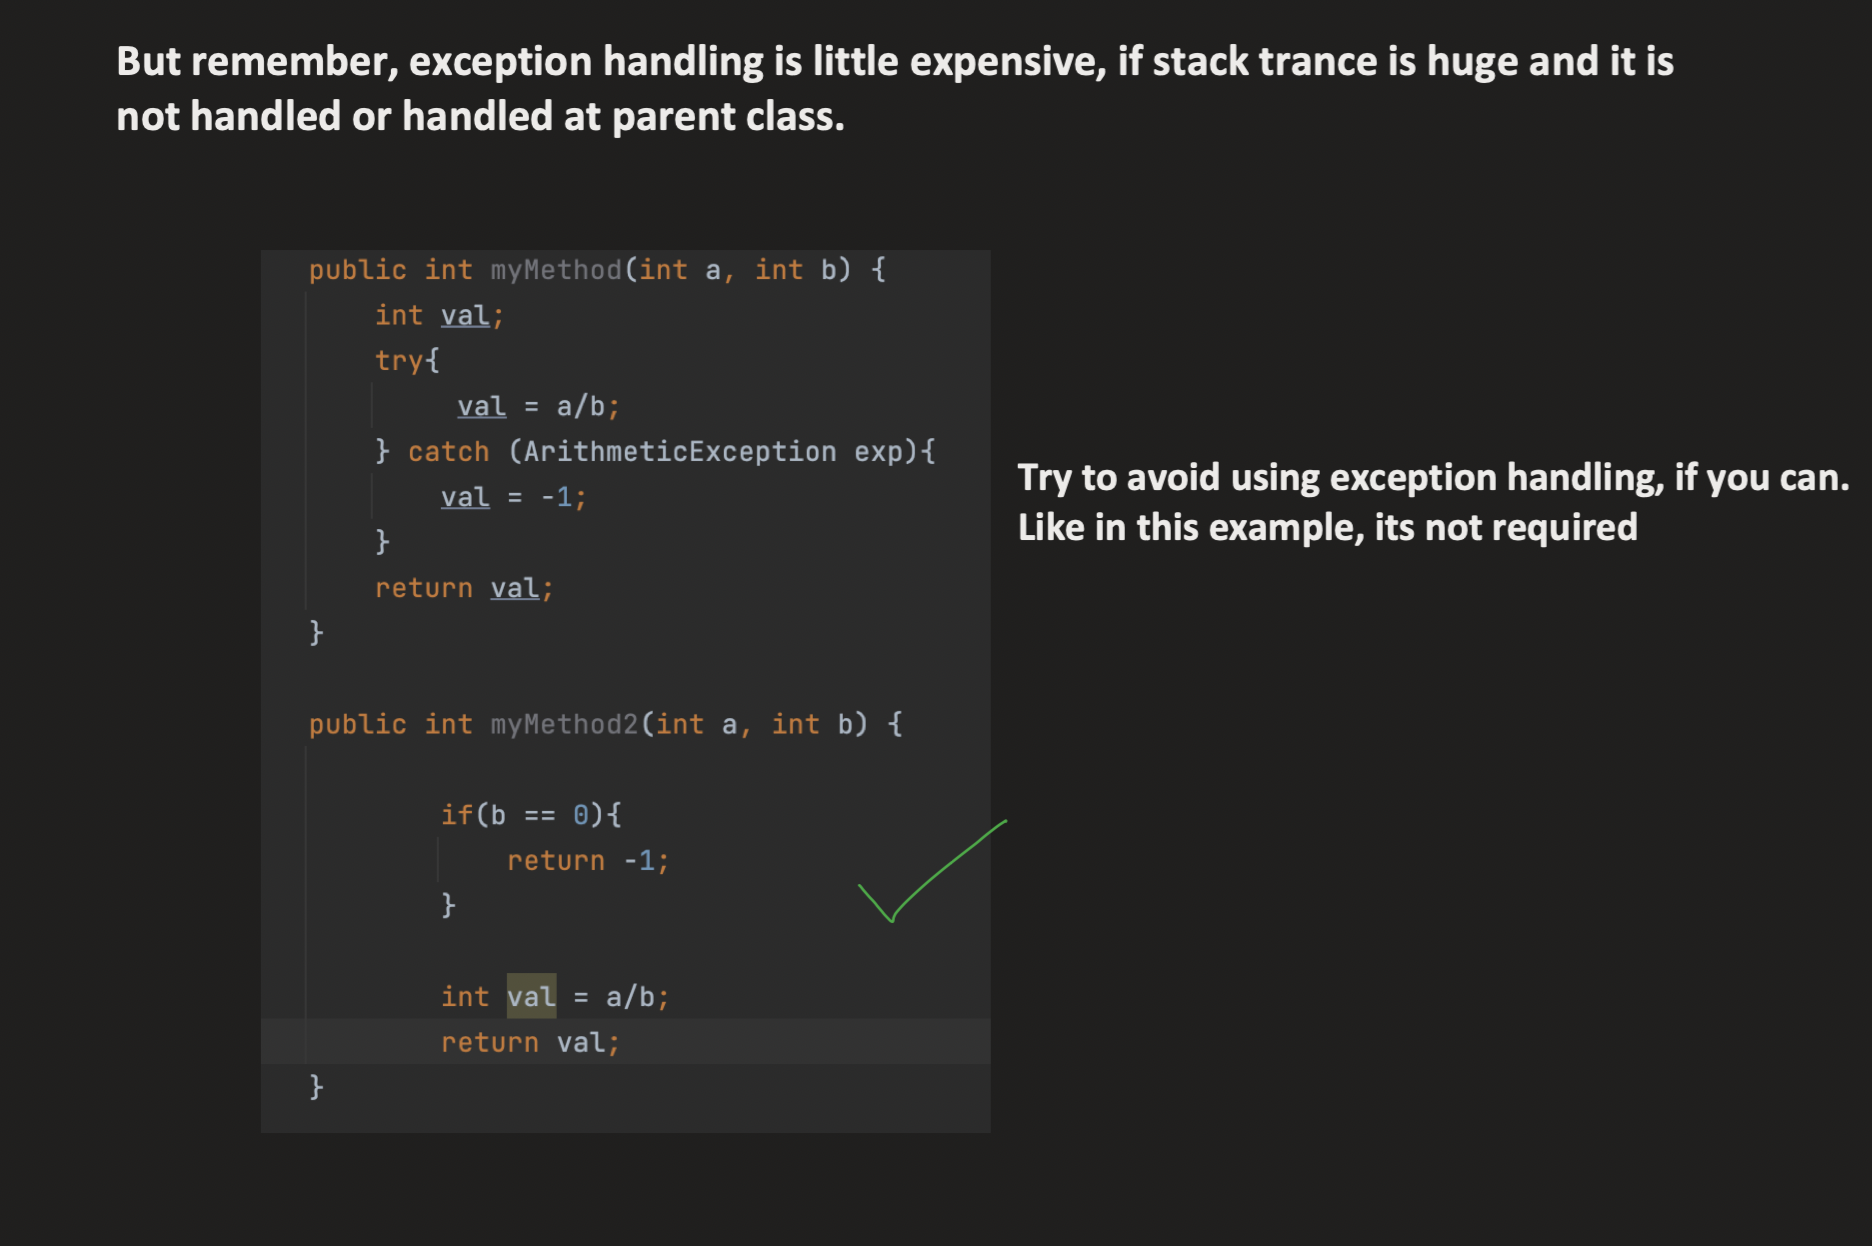 But remember, exception handling is little expensive, if stack trance is huge and it is
not handled or handled at parent class.
public int myMethod(int a, int b) {
int val;
try{
val = a/b;
} catch (ArithmeticException exp){
val = -1;
}
return val;
}
public int myMethod2(int a, int b) {
if(b == 0){
return -1;
}
int val = a/b;
return val;
}
Try to avoid using exception handling, if you can.
Like in this example, its not required